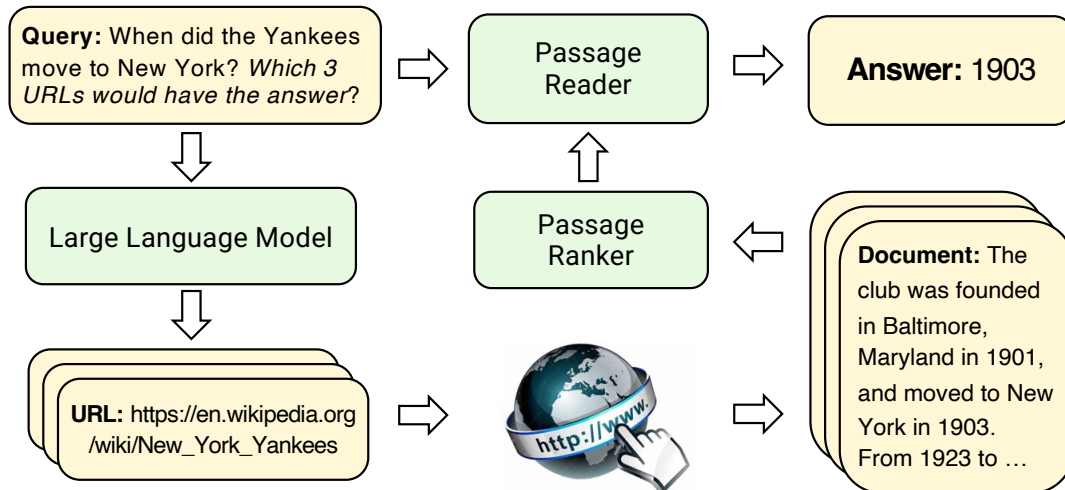 Query: When did the Yankees
move to New York? Which 3
URLs would have the answer?
Passage
Reader
Answer: 1903
Large Language Model
Passage
Ranker
Document: The
club was founded
in Baltimore,
Maryland in 1901,
and moved to New
York in 1903.
From 1923 to …
URL: https://en.wikipedia.org
/wiki/New_York_Yankees
http://www.